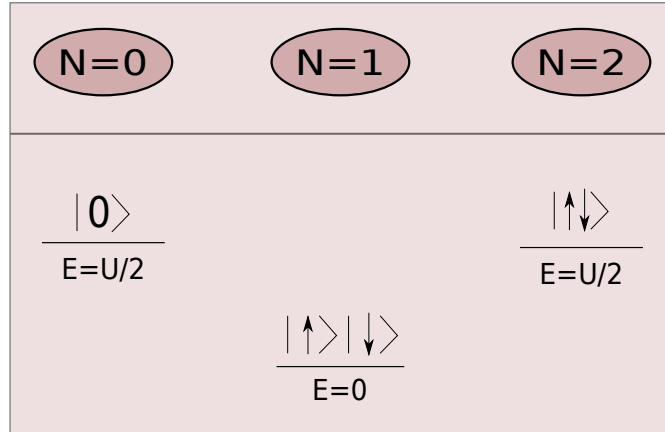 N=0 N=1 N=2
|0⟩ |↑↓⟩
E=U/2 E=U/2
|↑⟩|↓⟩
E=0